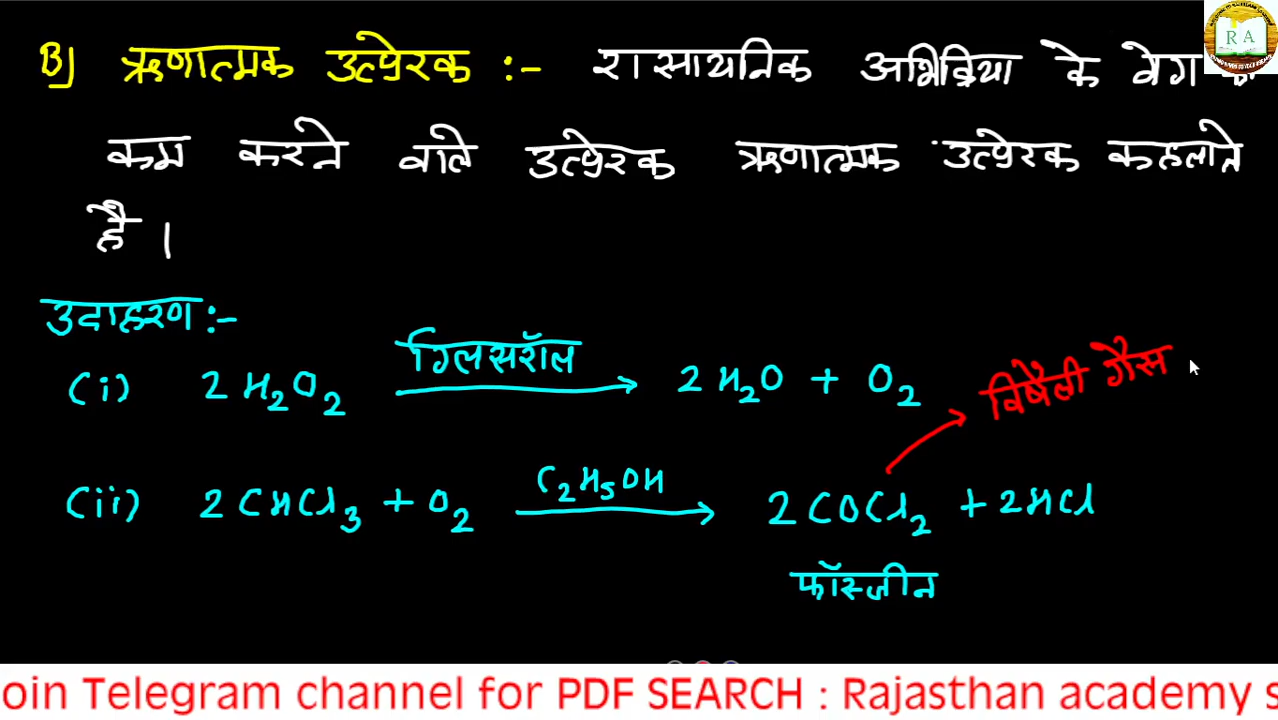 B) ऋणात्मक उत्प्रेरक :- रासायनिक अभिक्रिया के वेग को
कम करने वाले उत्प्रेरक ऋणात्मक उत्प्रेरक कहलाते
है ।
उदाहरण:-
(i) 2H₂O₂ ग्लिसरॉल → 2H₂O + O₂
विषैली गैस
(ii) 2CHCl₃ + O₂ C₂H₅OH → 2COCl₂ + 2HCl
फॉस्जीन
oin Telegram channel for PDF SEARCH : Rajasthan academy s
RA